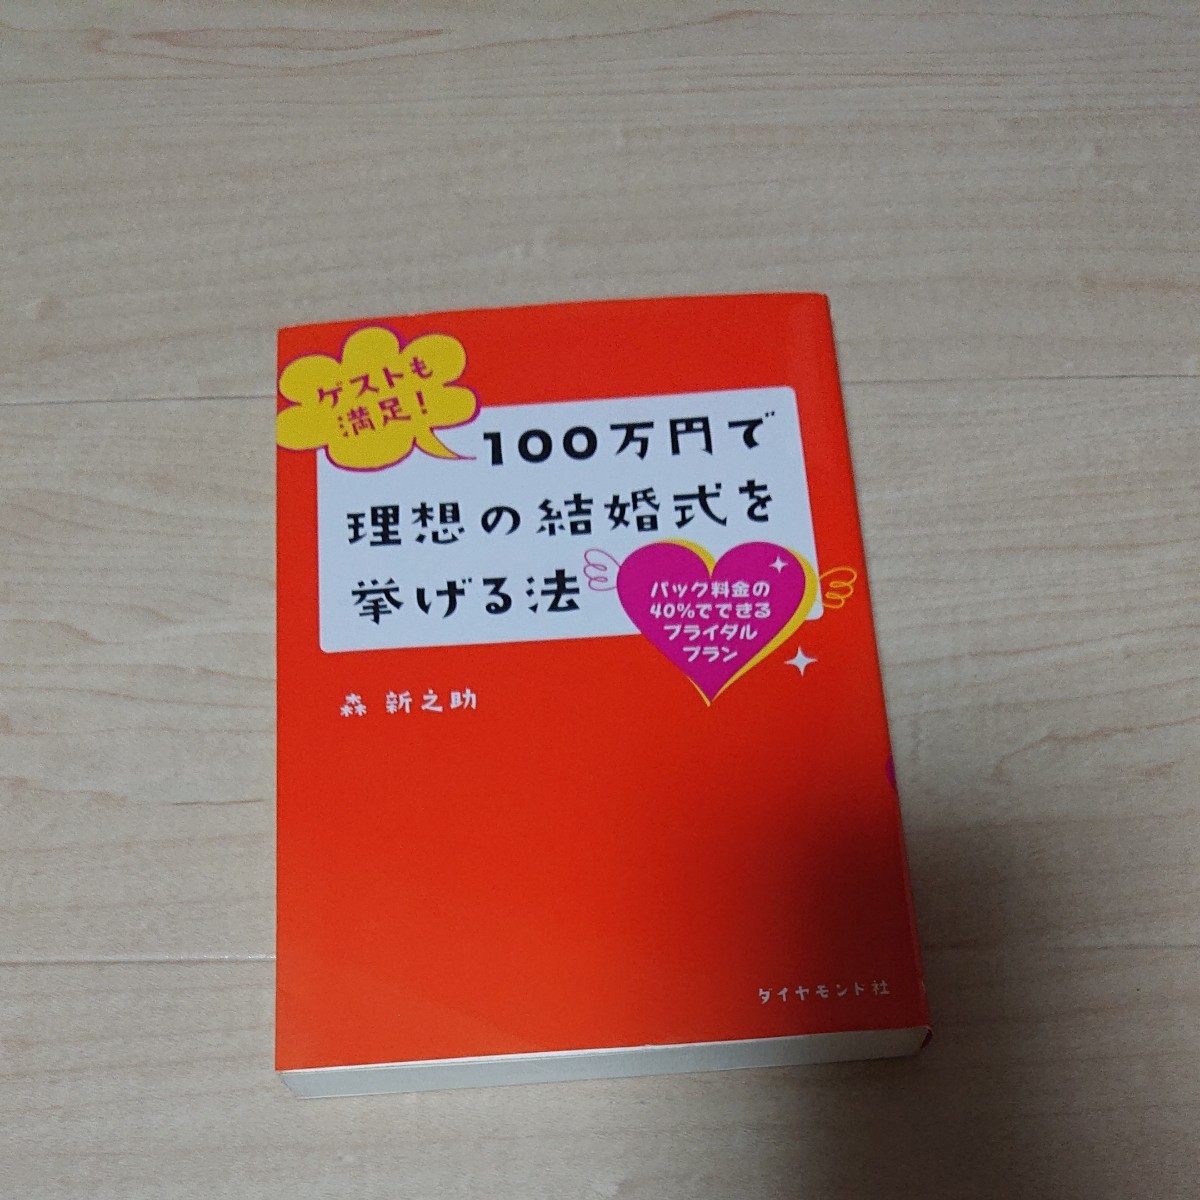 ゲストも
満足！
100万円で
理想の結婚式を
挙げる法
パック料金の
40％でできる
ブライダル
プラン
森 新之助
ダイヤモンド社